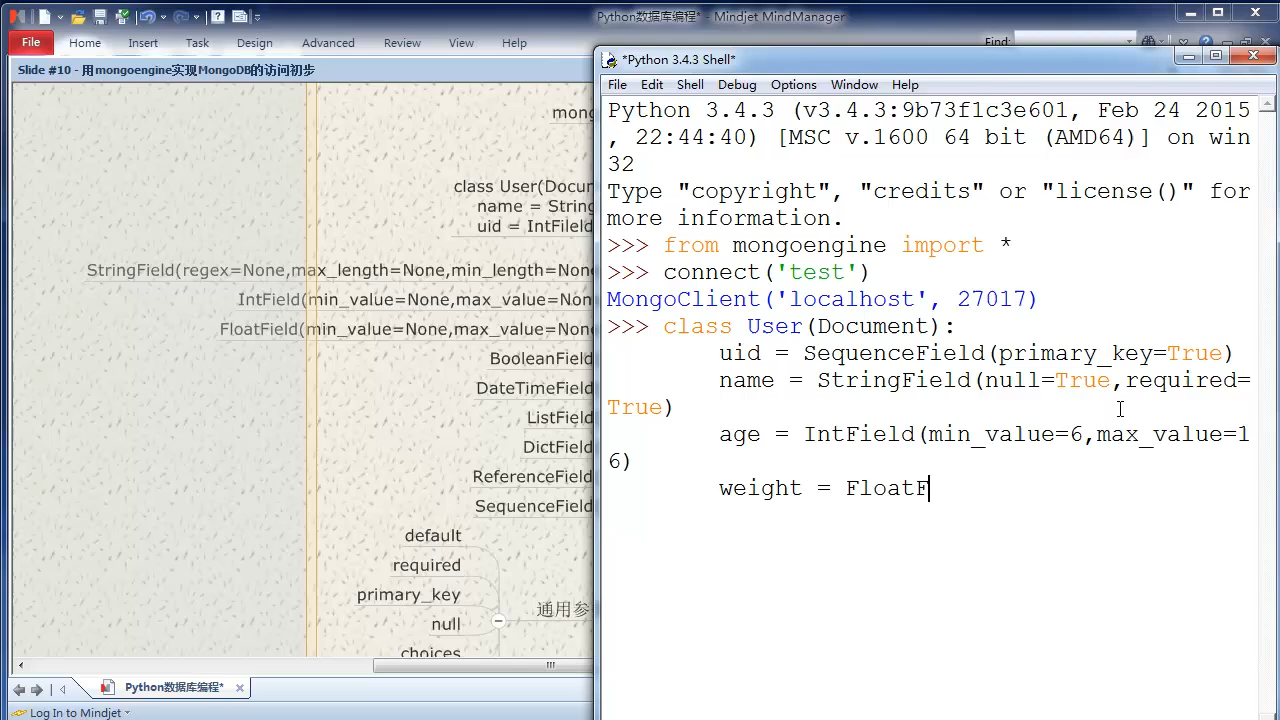 Python数据库编程* - Mindjet MindManager
File Home Insert Task Design Advanced Review View Help Find:
Slide #10 - 用mongoengine实现MongoDB的访问初步
mong
class User(Docum
name = String
uid = IntFileld
StringField(regex=None,max_length=None,min_length=None
IntField(min_value=None,max_value=Non
FloatField(min_value=None,max_value=None
BooleanField
DateTimeField
ListField
DictField
ReferenceField
SequenceField
default
required
primary_key
null
choices
通用参
Python数据库编程*
Log In to Mindjet
*Python 3.4.3 Shell*
File Edit Shell Debug Options Window Help
Python 3.4.3 (v3.4.3:9b73f1c3e601, Feb 24 2015
, 22:44:40) [MSC v.1600 64 bit (AMD64)] on win
32
Type "copyright", "credits" or "license()" for
more information.
>>> from mongoengine import *
>>> connect('test')
MongoClient('localhost', 27017)
>>> class User(Document):
uid = SequenceField(primary_key=True)
name = StringField(null=True,required=
True)
age = IntField(min_value=6,max_value=1
6)
weight = FloatF